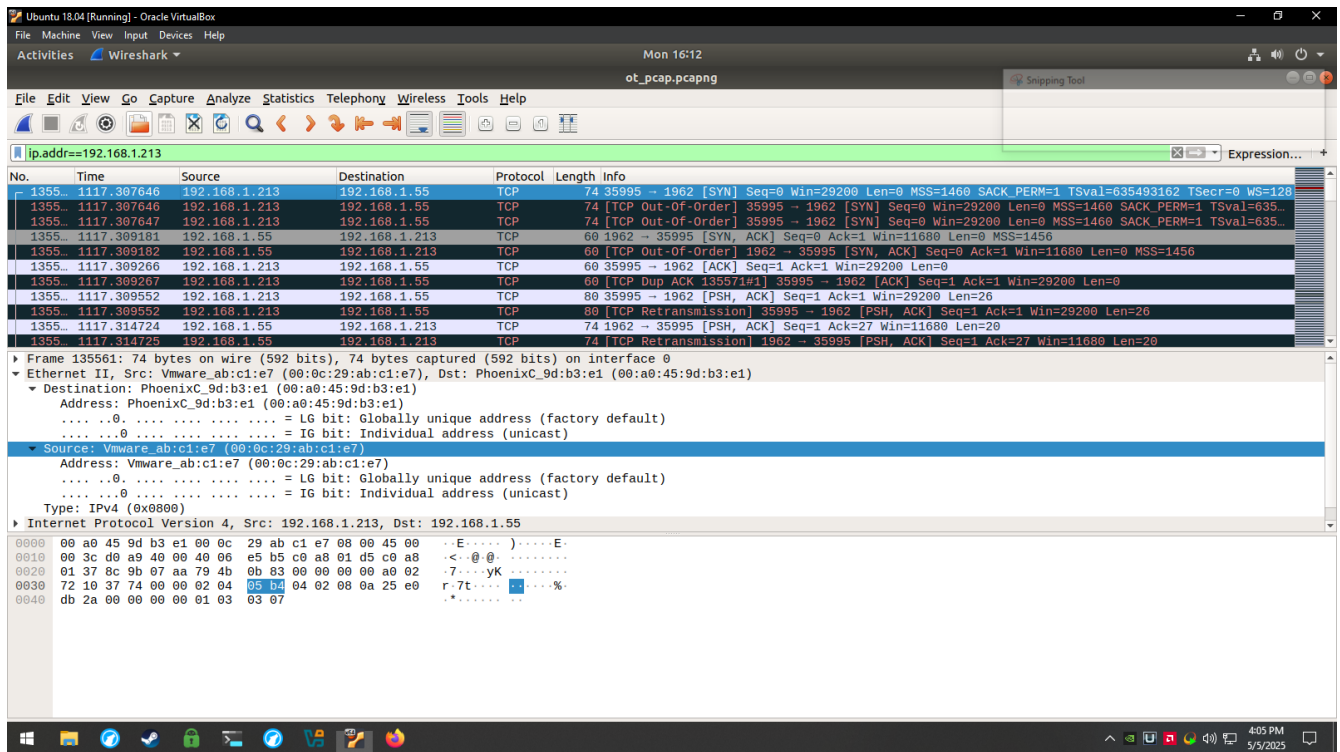 Ubuntu 18.04 [Running] - Oracle VirtualBox
File Machine View Input Devices Help
Activities Wireshark Mon 16:12
ot_pcap.pcapng
Snipping Tool
File Edit View Go Capture Analyze Statistics Telephony Wireless Tools Help
ip.addr==192.168.1.213 Expression… +
No. Time Source Destination Protocol Length Info
1355… 1117.307646 192.168.1.213 192.168.1.55 TCP 74 35995 → 1962 [SYN] Seq=0 Win=29200 Len=0 MSS=1460 SACK_PERM=1 TSval=635493162 TSecr=0 WS=128
1355… 1117.307646 192.168.1.213 192.168.1.55 TCP 74 [TCP Out-Of-Order] 35995 → 1962 [SYN] Seq=0 Win=29200 Len=0 MSS=1460 SACK_PERM=1 TSval=635…
1355… 1117.307647 192.168.1.213 192.168.1.55 TCP 74 [TCP Out-Of-Order] 35995 → 1962 [SYN] Seq=0 Win=29200 Len=0 MSS=1460 SACK_PERM=1 TSval=635…
1355… 1117.309181 192.168.1.55 192.168.1.213 TCP 60 1962 → 35995 [SYN, ACK] Seq=0 Ack=1 Win=11680 Len=0 MSS=1456
1355… 1117.309182 192.168.1.55 192.168.1.213 TCP 60 [TCP Out-Of-Order] 1962 → 35995 [SYN, ACK] Seq=0 Ack=1 Win=11680 Len=0 MSS=1456
1355… 1117.309266 192.168.1.213 192.168.1.55 TCP 60 35995 → 1962 [ACK] Seq=1 Ack=1 Win=29200 Len=0
1355… 1117.309267 192.168.1.213 192.168.1.55 TCP 60 [TCP Dup ACK 135571#1] 35995 → 1962 [ACK] Seq=1 Ack=1 Win=29200 Len=0
1355… 1117.309552 192.168.1.213 192.168.1.55 TCP 80 35995 → 1962 [PSH, ACK] Seq=1 Ack=1 Win=29200 Len=26
1355… 1117.309552 192.168.1.213 192.168.1.55 TCP 80 [TCP Retransmission] 35995 → 1962 [PSH, ACK] Seq=1 Ack=1 Win=29200 Len=26
1355… 1117.314724 192.168.1.55 192.168.1.213 TCP 74 1962 → 35995 [PSH, ACK] Seq=1 Ack=27 Win=11680 Len=20
1355… 1117.314725 192.168.1.55 192.168.1.213 TCP 74 [TCP Retransmission] 1962 → 35995 [PSH, ACK] Seq=1 Ack=27 Win=11680 Len=20
Frame 135561: 74 bytes on wire (592 bits), 74 bytes captured (592 bits) on interface 0
Ethernet II, Src: Vmware_ab:c1:e7 (00:0c:29:ab:c1:e7), Dst: PhoenixC_9d:b3:e1 (00:a0:45:9d:b3:e1)
Destination: PhoenixC_9d:b3:e1 (00:a0:45:9d:b3:e1)
Address: PhoenixC_9d:b3:e1 (00:a0:45:9d:b3:e1)
.... ..0. .... .... .... .... = LG bit: Globally unique address (factory default)
.... ...0 .... .... .... .... = IG bit: Individual address (unicast)
Source: Vmware_ab:c1:e7 (00:0c:29:ab:c1:e7)
Address: Vmware_ab:c1:e7 (00:0c:29:ab:c1:e7)
.... ..0. .... .... .... .... = LG bit: Globally unique address (factory default)
.... ...0 .... .... .... .... = IG bit: Individual address (unicast)
Type: IPv4 (0x0800)
Internet Protocol Version 4, Src: 192.168.1.213, Dst: 192.168.1.55
0000 00 a0 45 9d b3 e1 00 0c 29 ab c1 e7 08 00 45 00 ··E····· )·····E·
0010 00 3c d0 a9 40 00 40 06 e5 b5 c0 a8 01 d5 c0 a8 ·<··@·@· ········
0020 01 37 8c 9b 07 aa 79 4b 0b 83 00 00 00 00 a0 02 ·7····yK ········
0030 72 10 37 74 00 00 02 04 05 b4 04 02 08 0a 25 e0 r·7t···· ······%·
0040 db 2a 00 00 00 00 01 03 03 07 ·*······ ··
4:05 PM
5/5/2025